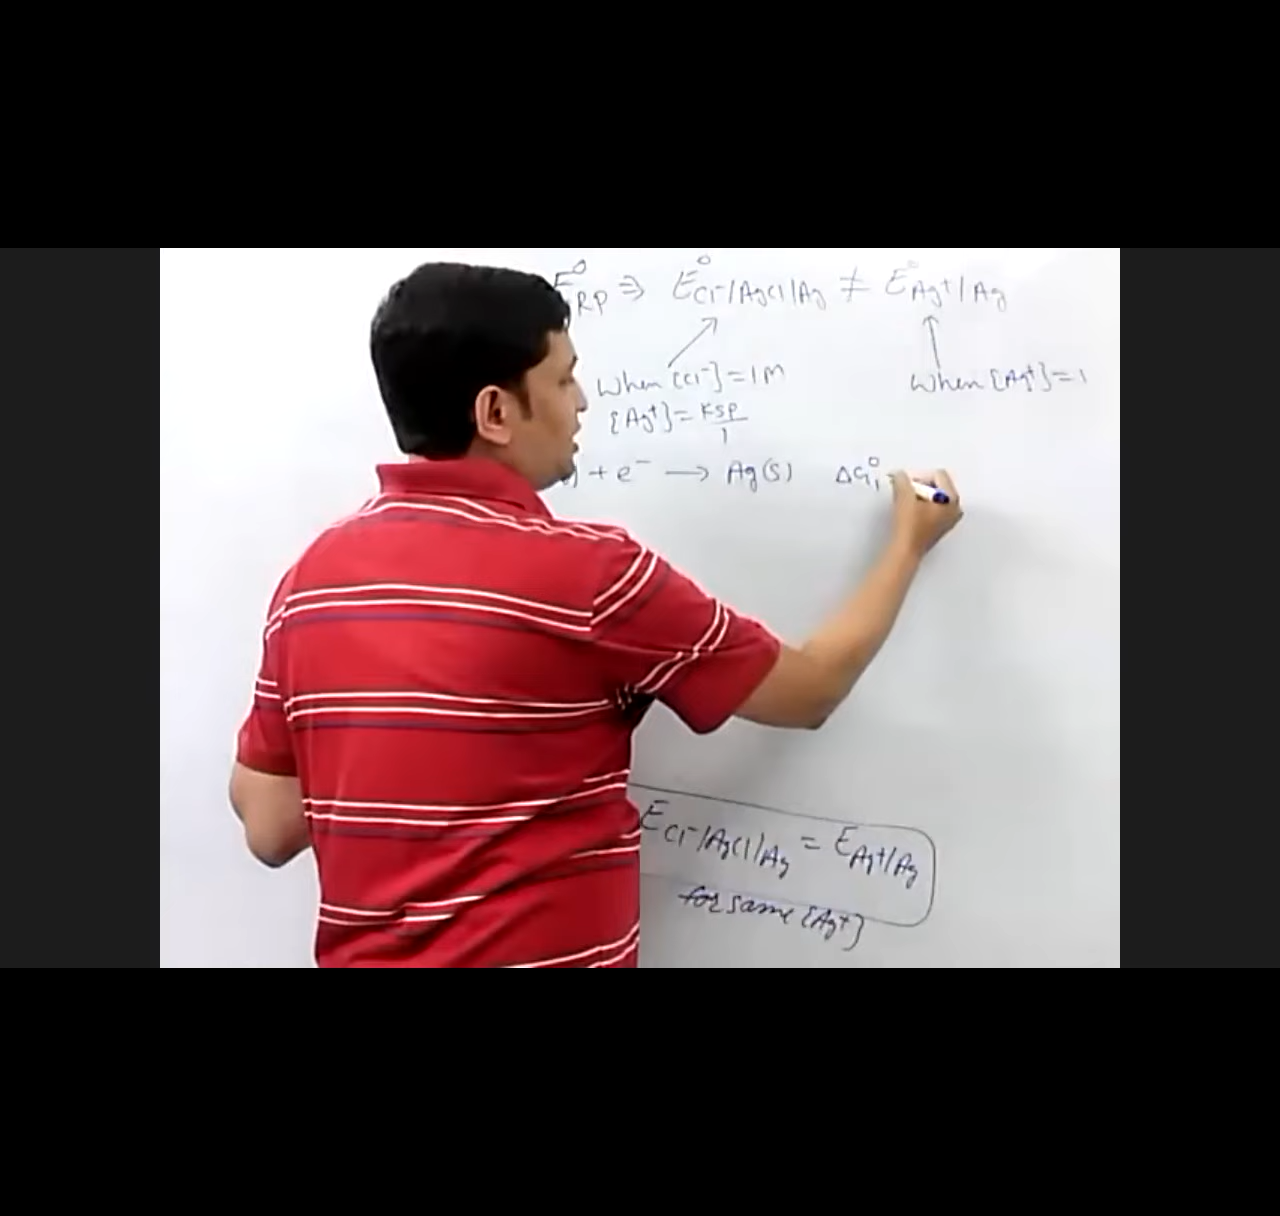 E°RP ⇒ E°Cl⁻/AgCl/Ag ≠ E°Ag⁺/Ag
When [Cl⁻]=1M
When [Ag⁺]=1
[Ag⁺]=Ksp/1
+ e⁻ → Ag(s) ΔG₁°
ECl⁻/AgCl/Ag = EAg⁺/Ag
for same [Ag⁺]